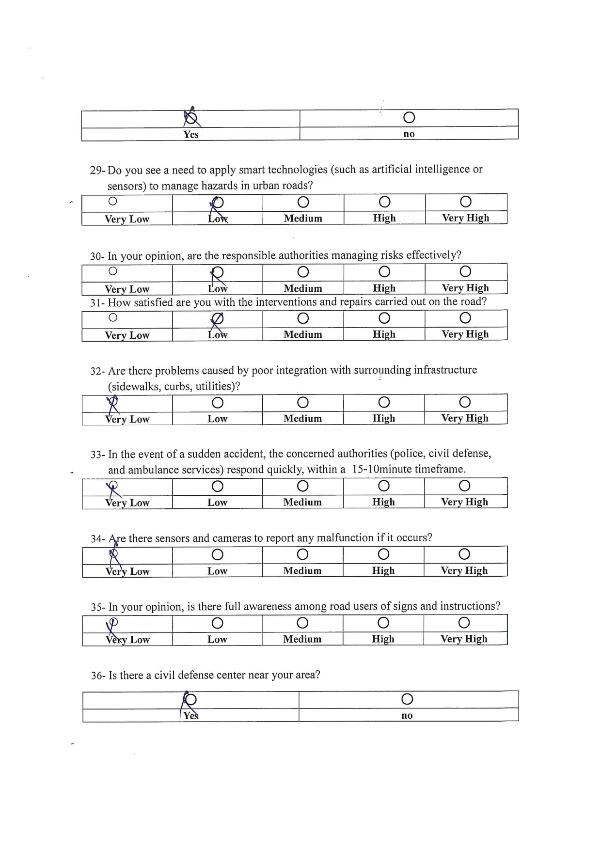 Yes no
29- Do you see a need to apply smart technologies (such as artificial intelligence or
sensors) to manage hazards in urban roads?
Very Low Low Medium High Very High
30- In your opinion, are the responsible authorities managing risks effectively?
Very Low Low Medium High Very High
31- How satisfied are you with the interventions and repairs carried out on the road?
Very Low Low Medium High Very High
32- Are there problems caused by poor integration with surrounding infrastructure
(sidewalks, curbs, utilities)?
Very Low Low Medium High Very High
33- In the event of a sudden accident, the concerned authorities (police, civil defense,
and ambulance services) respond quickly, within a 15-10minute timeframe.
Very Low Low Medium High Very High
34- Are there sensors and cameras to report any malfunction if it occurs?
Very Low Low Medium High Very High
35- In your opinion, is there full awareness among road users of signs and instructions?
Very Low Low Medium High Very High
36- Is there a civil defense center near your area?
Yes no